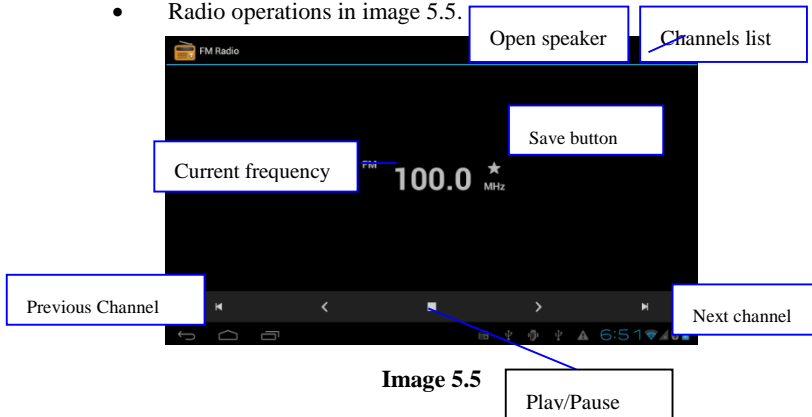 • Radio operations in image 5.5.
Open speaker
Channels list
FM Radio
Save button
Current frequency
FM
100.0
MHz
Previous Channel
Next channel
6:51
Image 5.5
Play/Pause